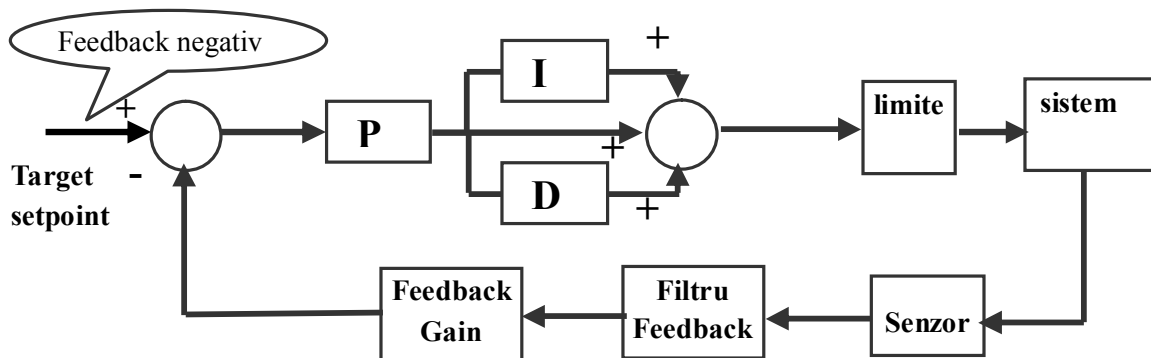 Feedback negativ
+
-
Target
setpoint
P
I
D
+
+
+
limite
sistem
Feedback
Gain
Filtru
Feedback
Senzor